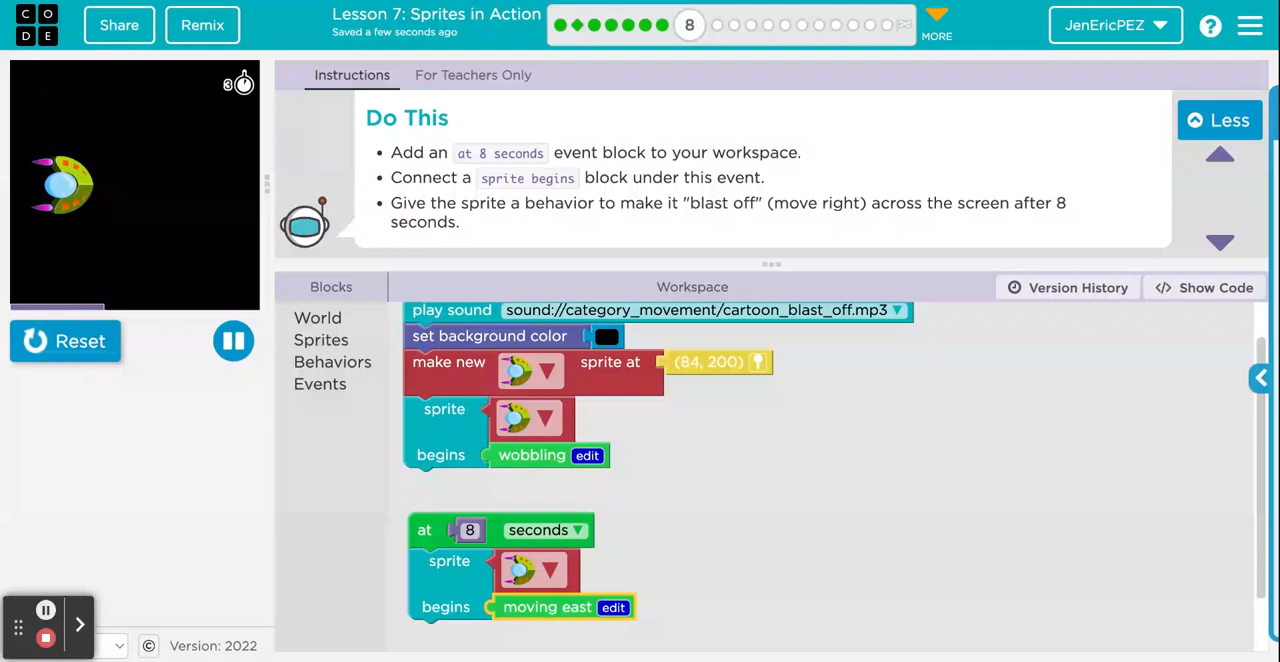 C O
D E
Share
Remix
Lesson 7: Sprites in Action
Saved a few seconds ago
8
MORE
JenEricPEZ
?
3
Instructions
For Teachers Only
Do This
• Add an at 8 seconds event block to your workspace.
• Connect a sprite begins block under this event.
• Give the sprite a behavior to make it "blast off" (move right) across the screen after 8
seconds.
Less
Blocks
Workspace
Version History
</> Show Code
World
Sprites
Behaviors
Events
play sound sound://category_movement/cartoon_blast_off.mp3
set background color
make new sprite at (84, 200)
sprite
begins wobbling edit
at 8 seconds
sprite
begins moving east edit
Reset
© Version: 2022